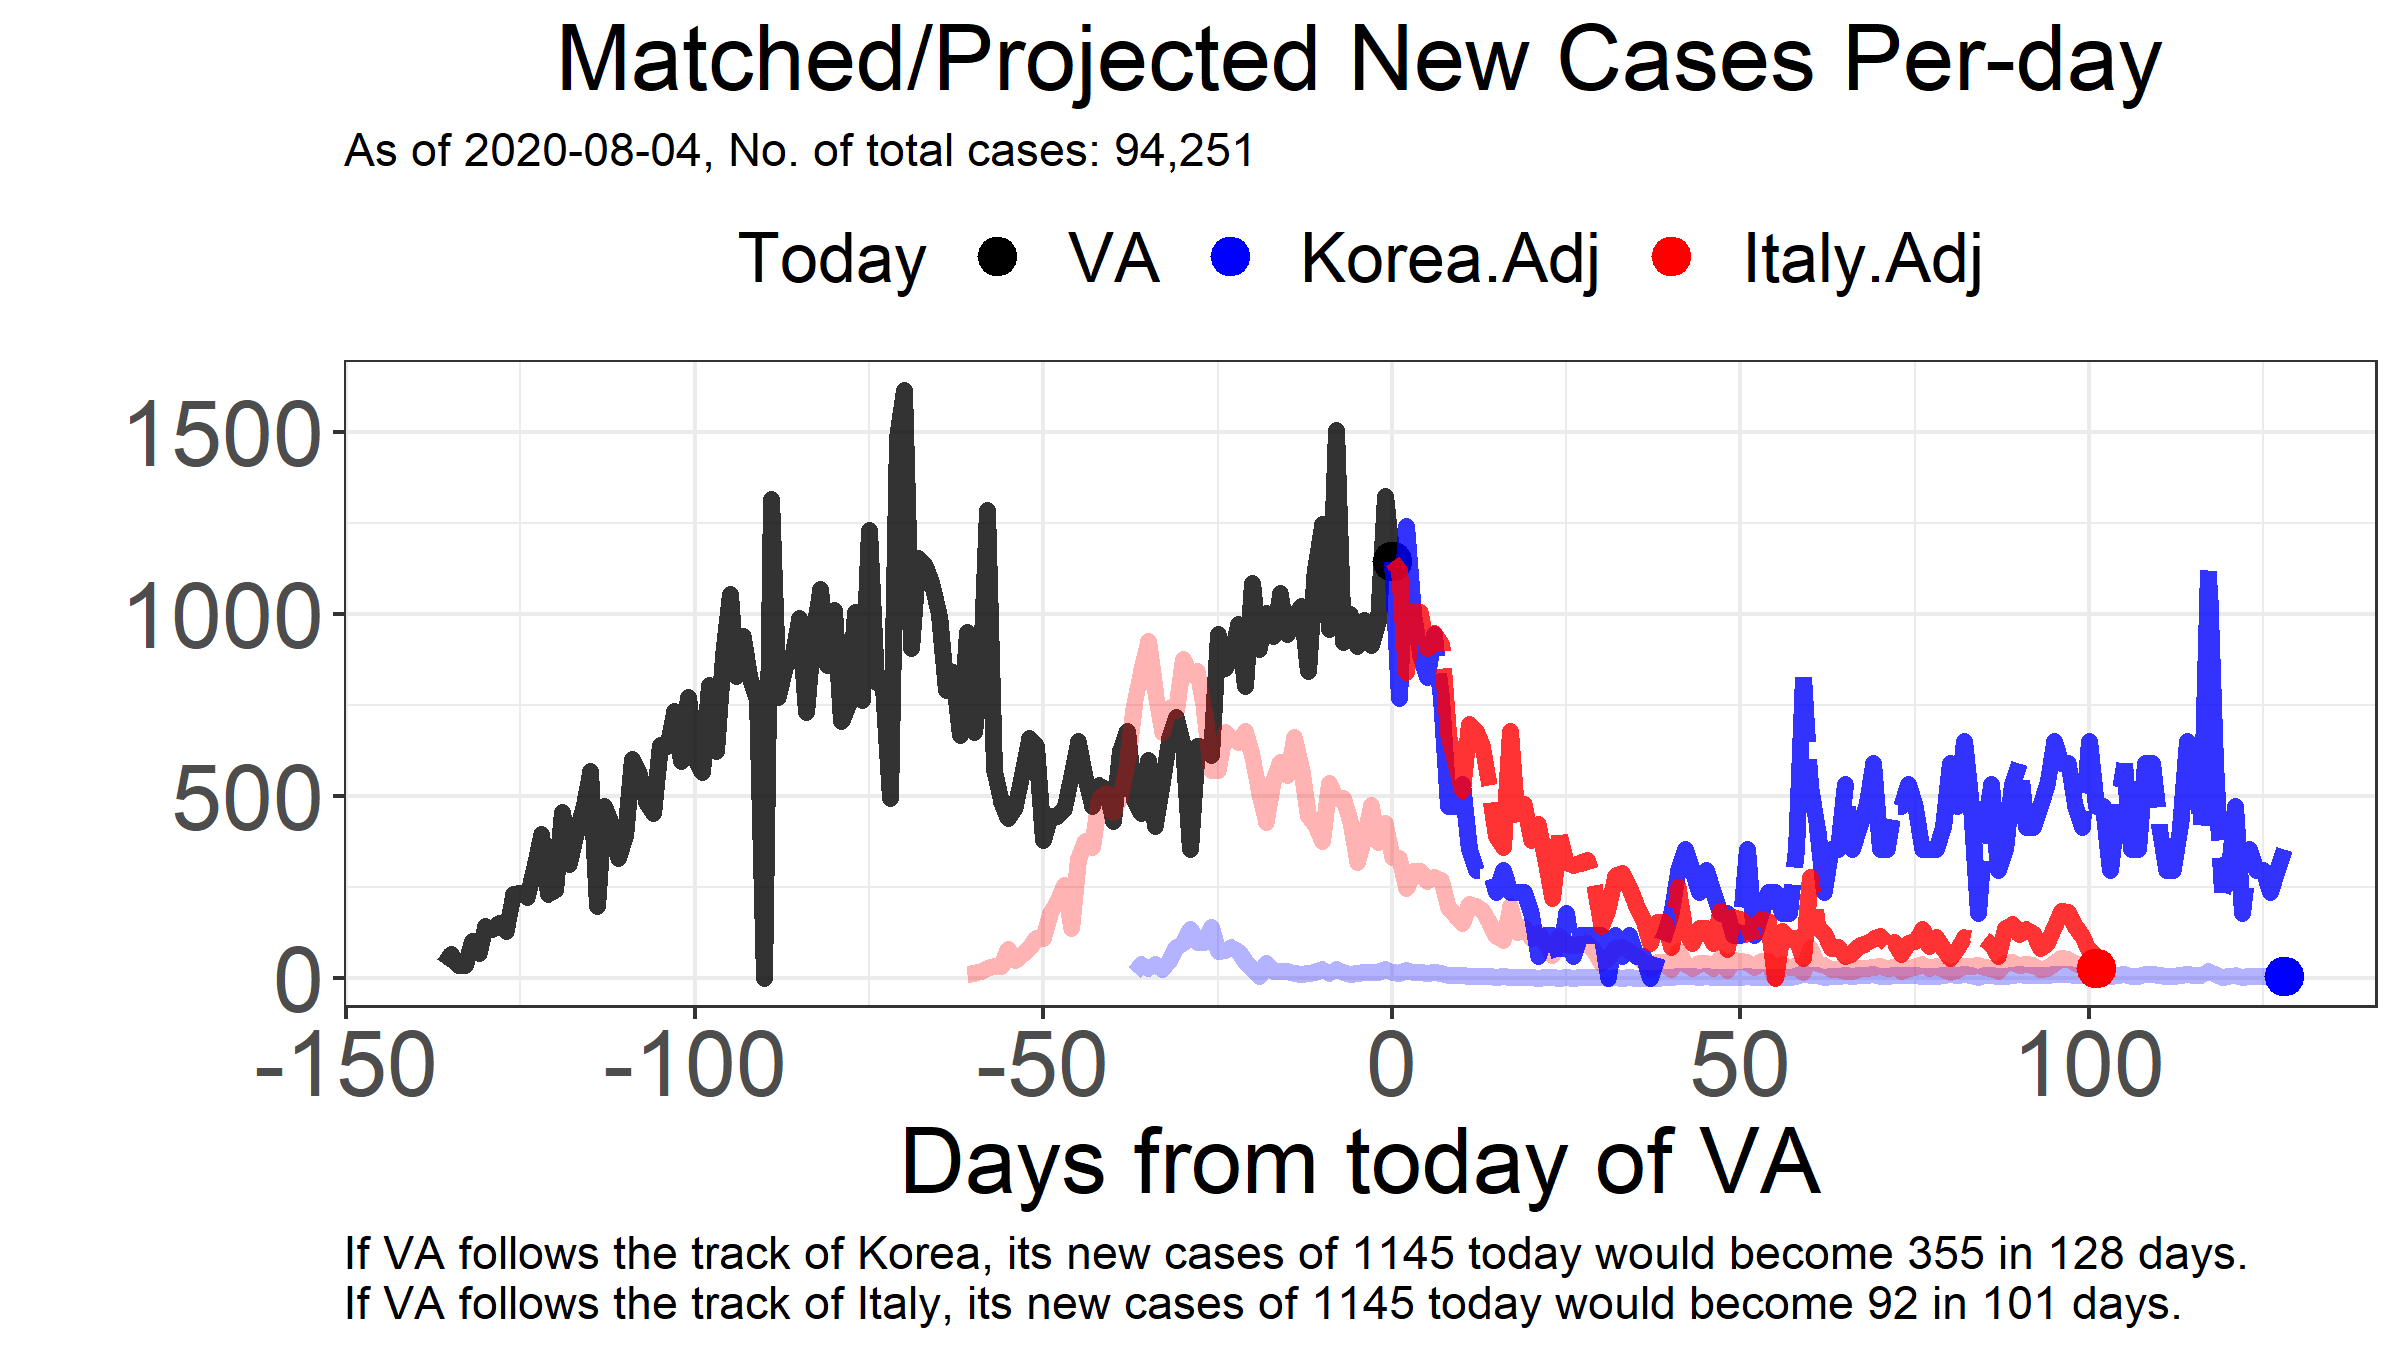 Matched/Projected New Cases Per-day
As of 2020-08-04, No. of total cases: 94,251
Today VA Korea.Adj Italy.Adj
1500
1000
500
0
-150 -100 -50 0 50 100
Days from today of VA
If VA follows the track of Korea, its new cases of 1145 today would become 355 in 128 days.
If VA follows the track of Italy, its new cases of 1145 today would become 92 in 101 days.